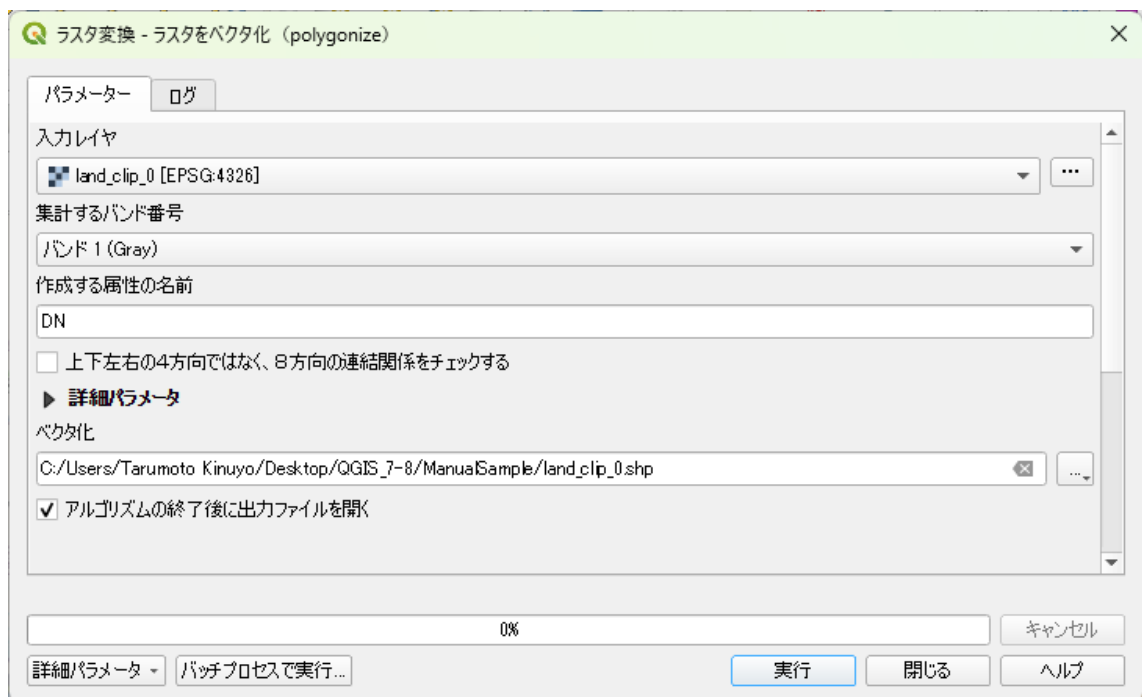 ラスタ変換 - ラスタをベクタ化（polygonize）
パラメーター ログ
入力レイヤ
land_clip_0 [EPSG:4326]
...
集計するバンド番号
バンド 1 (Gray)
作成する属性の名前
DN
上下左右の4方向ではなく、8方向の連結関係をチェックする
詳細パラメータ
ベクタ化
C:/Users/Tarumoto Kinuyo/Desktop/QGIS_7-8/ManualSample/land_clip_0.shp
...
アルゴリズムの終了後に出力ファイルを開く
0% キャンセル
詳細パラメータ バッチプロセスで実行... 実行 閉じる ヘルプ